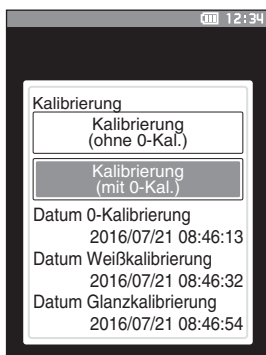 12:34
Kalibrierung
Kalibrierung
(ohne 0-Kal.)
Kalibrierung
(mit 0-Kal.)
Datum 0-Kalibrierung
2016/07/21 08:46:13
Datum Weißkalibrierung
2016/07/21 08:46:32
Datum Glanzkalibrierung
2016/07/21 08:46:54